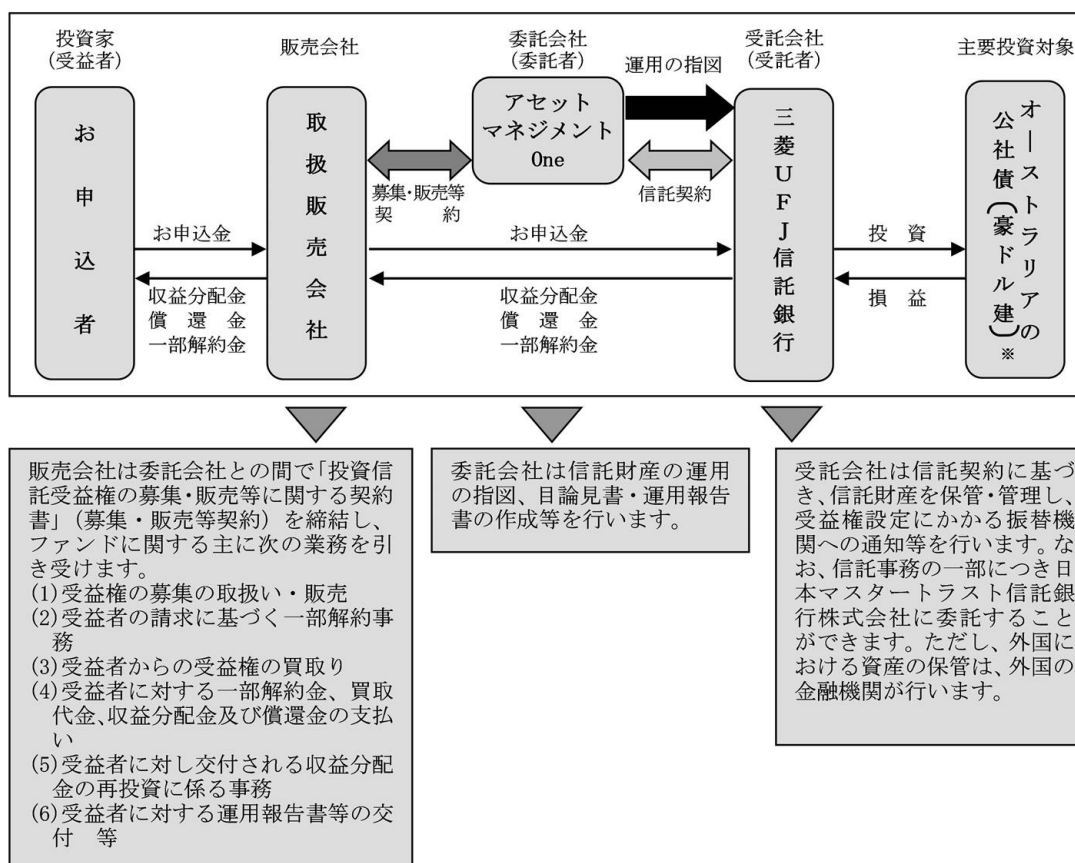 投資家
(受益者)
販売会社
委託会社
(委託者)
受託会社
(受託者)
主要投資対象
運用の指図
お申込者
取扱販売会社
アセット
マネジメント
One
三菱UFJ信託銀行
オーストラリアの
公社債(豪ドル建)※
募集・販売等
契約
信託契約
お申込金
お申込金
投 資
収益分配金
償 還 金
一部解約金
収益分配金
償 還 金
一部解約金
損 益
販売会社は委託会社との間で「投資信
託受益権の募集・販売等に関する契約
書」(募集・販売等契約)を締結し、
ファンドに関する主に次の業務を引
き受けます。
(1)受益権の募集の取扱い・販売
(2)受益者の請求に基づく一部解約事
務
(3)受益者からの受益権の買取り
(4)受益者に対する一部解約金、買取
代金、収益分配金及び償還金の支払
い
(5)受益者に対し交付される収益分配
金の再投資に係る事務
(6)受益者に対する運用報告書等の交
付 等
委託会社は信託財産の運用
の指図、目論見書・運用報告
書の作成等を行います。
受託会社は信託契約に基づ
き、信託財産を保管・管理し、
受益権設定にかかる振替機
関への通知等を行います。な
お、信託事務の一部につき日
本マスタートラスト信託銀
行株式会社に委託すること
ができます。ただし、外国に
おける資産の保管は、外国の
金融機関が行います。